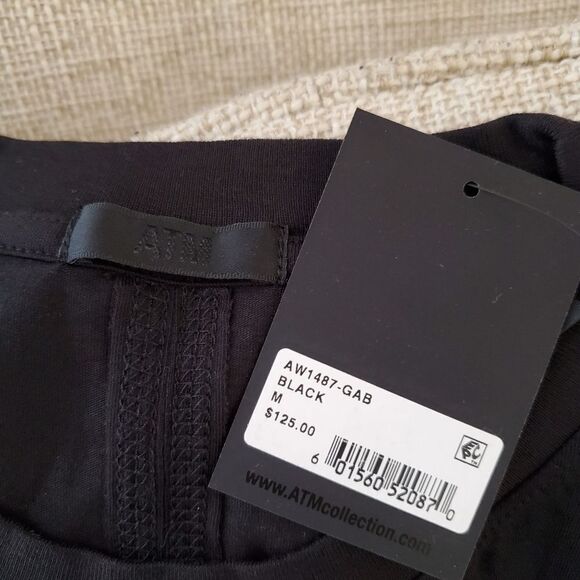 ATM
AW1487-GAB
BLACK
M
$125.00
6 01560 52087 0
www.ATMcollection.com